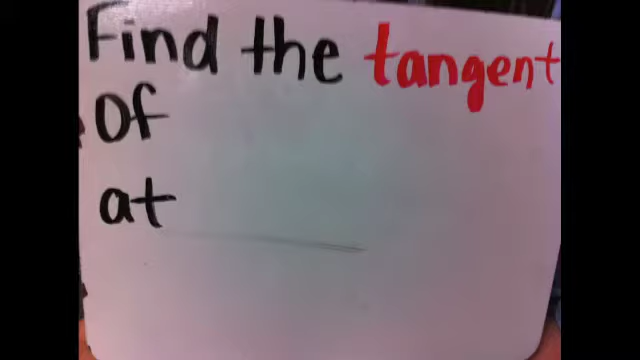 Find the tangent
Of
at